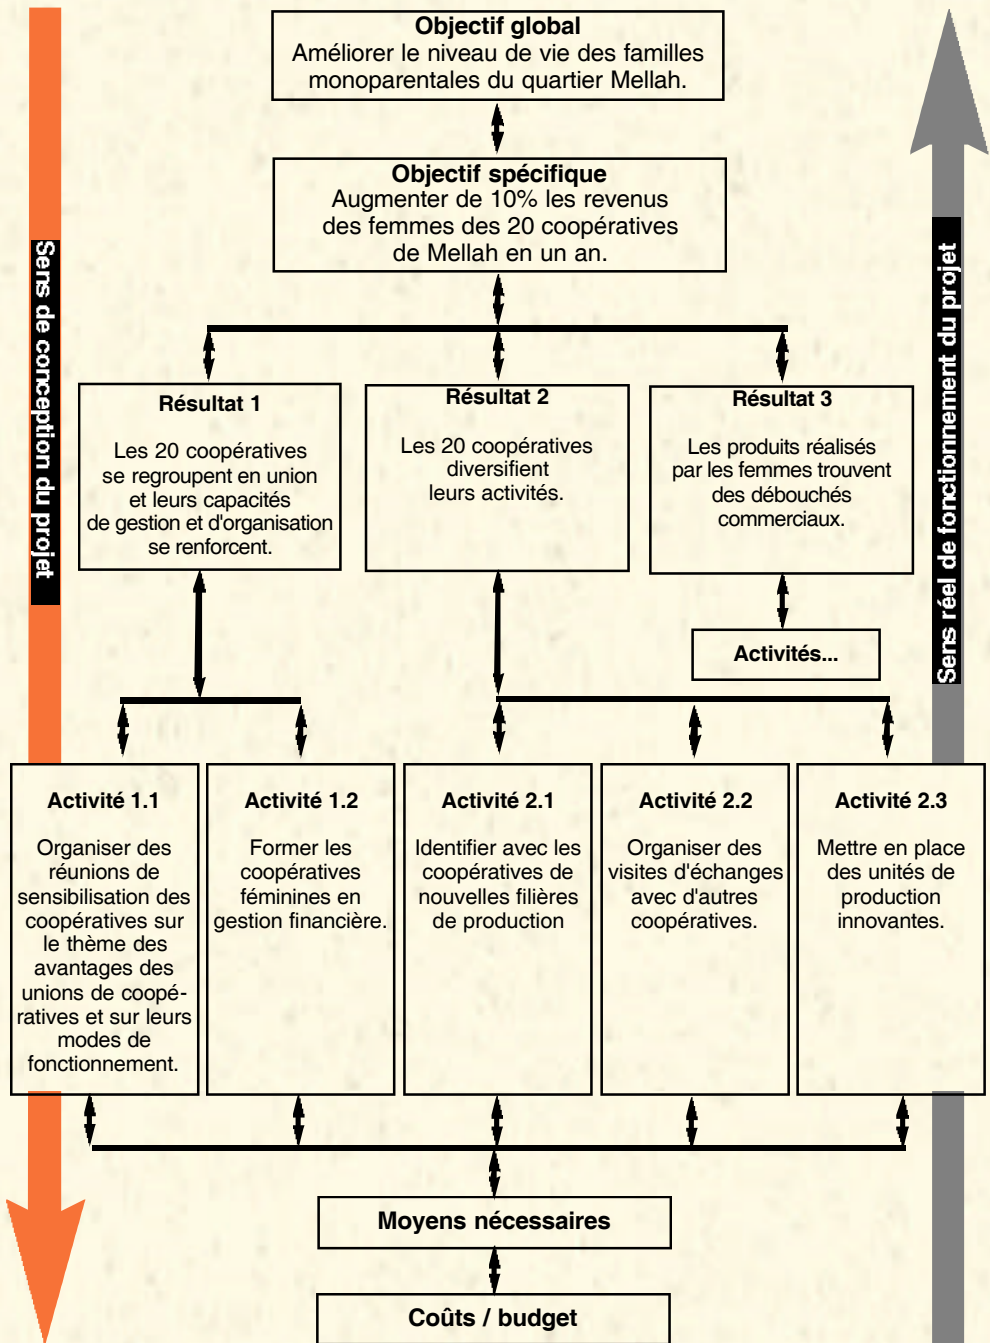 Objectif global
Améliorer le niveau de vie des familles
monoparentales du quartier Mellah.
Objectif spécifique
Augmenter de 10% les revenus
des femmes des 20 coopératives
de Mellah en un an.
Sens de conception du projet
Sens réel de fonctionnement du projet
Résultat 1
Les 20 coopératives
se regroupent en union
et leurs capacités
de gestion et d'organisation
se renforcent.
Résultat 2
Les 20 coopératives
diversifient
leurs activités.
Résultat 3
Les produits réalisés
par les femmes trouvent
des débouchés
commerciaux.
Activités...
Activité 1.1
Organiser des
réunions de
sensibilisation des
coopératives sur
le thème des
avantages des
unions de coopé-
ratives et sur leurs
modes de
fonctionnement.
Activité 1.2
Former les
coopératives
féminines en
gestion financière.
Activité 2.1
Identifier avec les
coopératives de
nouvelles filières
de production
Activité 2.2
Organiser des
visites d'échanges
avec d'autres
coopératives.
Activité 2.3
Mettre en place
des unités de
production
innovantes.
Moyens nécessaires
Coûts / budget